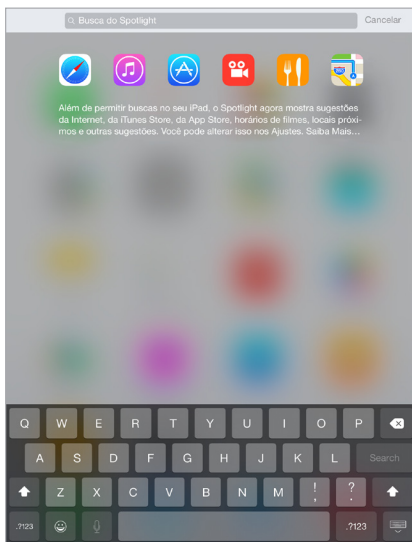 Busca do Spotlight Cancelar
Além de permitir buscas no seu iPad, o Spotlight agora mostra sugestões
da Internet, da iTunes Store, da App Store, horários de filmes, locais próxi-
mos e outras sugestões. Você pode alterar isso nos Ajustes. Saiba Mais…
Q W E R T Y U I O P
A S D F G H J K L Search
Z X C V B N M ! , ? .
.?123 .?123